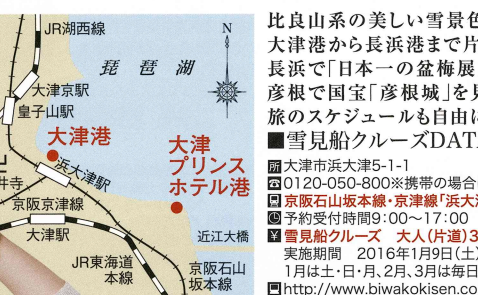 JR湖西線
N
琵琶湖
大津京駅
皇子山駅
大津港
大津
プリンス
ホテル港
浜大津駅
井寺
京阪京津線
大津駅
近江大橋
JR東海道
本線
京阪石山
坂本線
比良山系の美しい雪景色
大津港から長浜港まで片
長浜で「日本一の盆梅展
彦根で国宝「彦根城」を見
旅のスケジュールも自由に
■雪見船クルーズDATA
所 大津市浜大津5-1-1
☎0120-050-800※携帯の場合
京阪石山坂本線・京津線「浜大津
予約受付時間9:00〜17:00
¥ 雪見船クルーズ 大人(片道)3
実施期間 2016年1月9日(土)
1月は土・日・月、2月、3月は毎日
http://www.biwakokisen.co